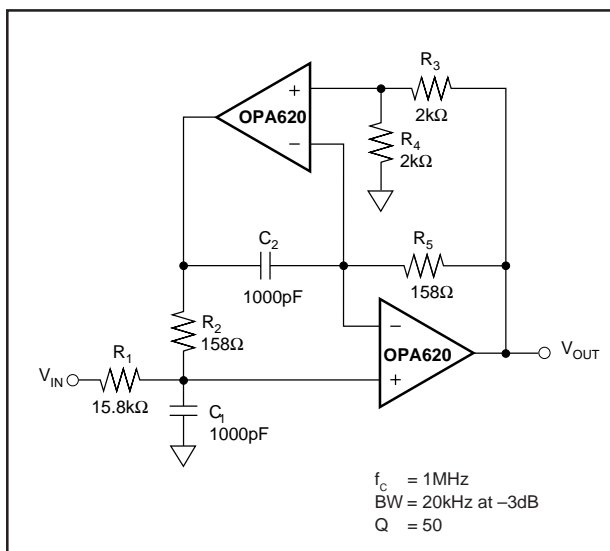 R3
2kΩ
+
OPA620
–
R4
2kΩ
C2
1000pF
R5
158Ω
R2
158Ω
–
OPA620
+
VOUT
R1
VIN
15.8kΩ
C1
1000pF
fc = 1MHz
BW = 20kHz at –3dB
Q = 50